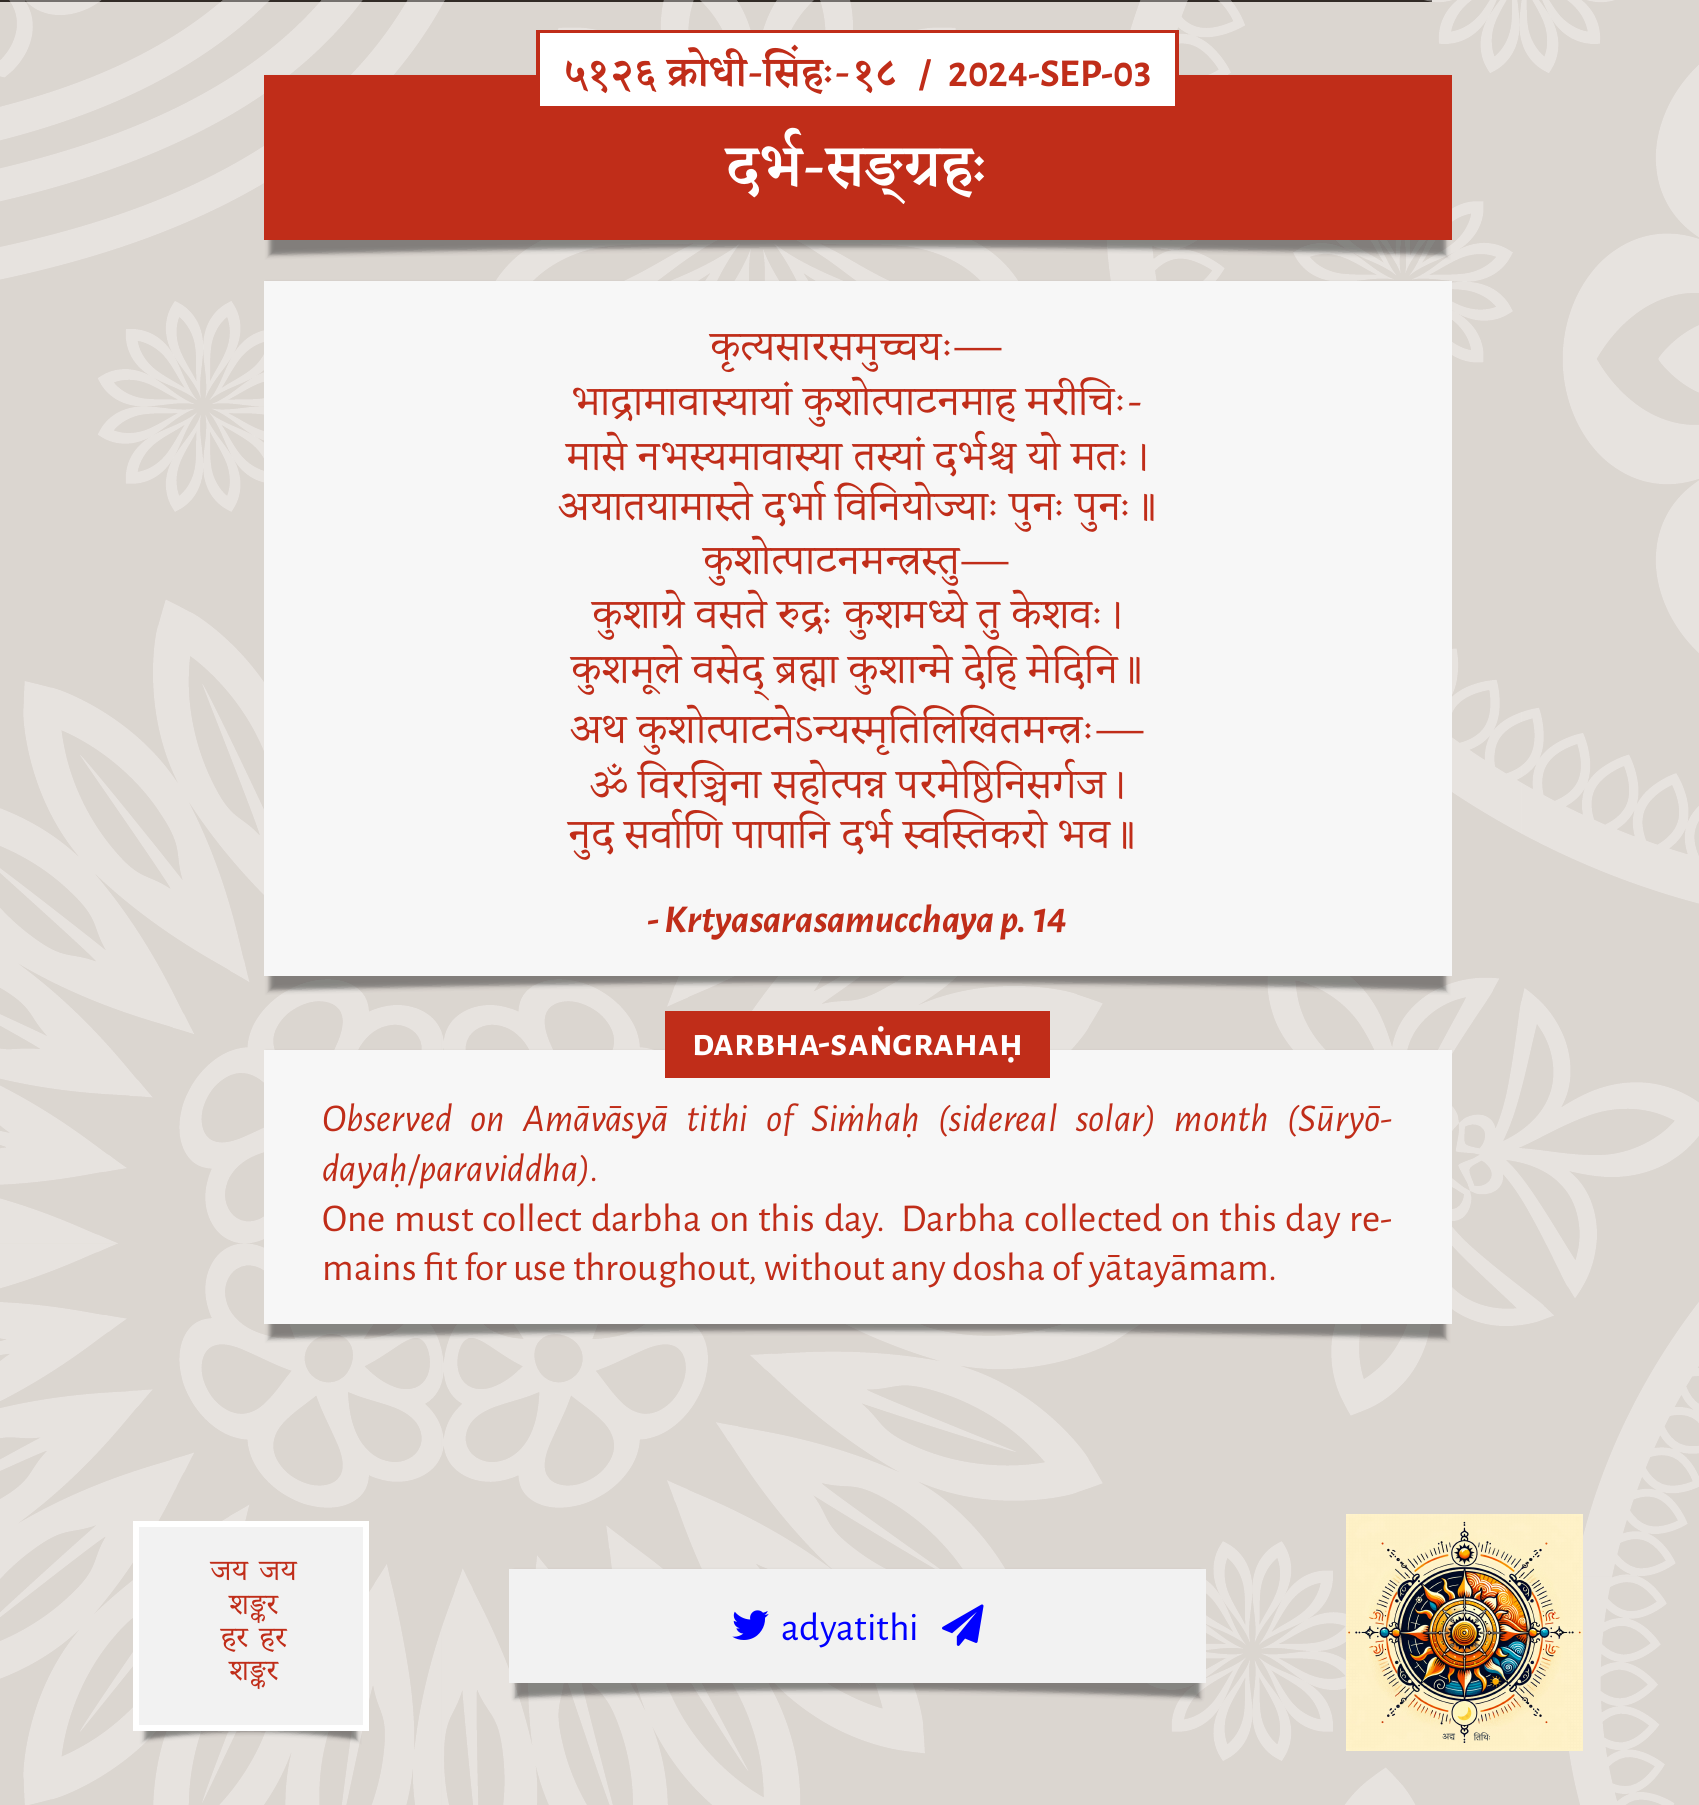 ५१२६ क्रोधी-सिंहः-१८ / 2024-SEP-03
दर्भ-सङ्ग्रहः
कृत्यसारसमुच्चयः—
भाद्रामावास्यायां कुशोत्पाटनमाह मरीचिः-
मासे नभस्यमावास्या तस्यां दर्भश्च यो मतः।
अयातयामास्ते दर्भा विनियोज्याः पुनः पुनः॥
कुशोत्पाटनमन्त्रस्तु—
कुशाग्रे वसते रुद्रः कुशमध्ये तु केशवः।
कुशमूले वसेद् ब्रह्मा कुशान्मे देहि मेदिनि॥
अथ कुशोत्पाटनेऽन्यस्मृतिलिखितमन्त्रः—
ॐ विरञ्चिना सहोत्पन्न परमेष्ठिनिसर्गज।
नुद सर्वाणि पापानि दर्भ स्वस्तिकरो भव॥
- Krtyasarasamucchaya p. 14
DARBHA-SAṄGRAHAḤ
Observed on Amāvāsyā tithi of Siṁhaḥ (sidereal solar) month (Sūryō-
dayaḥ/paraviddha).
One must collect darbha on this day. Darbha collected on this day re-
mains fit for use throughout, without any dosha of yātayāmam.
जय जय
शङ्कर
हर हर
शङ्कर
adyatithi
अद्य तिथिः